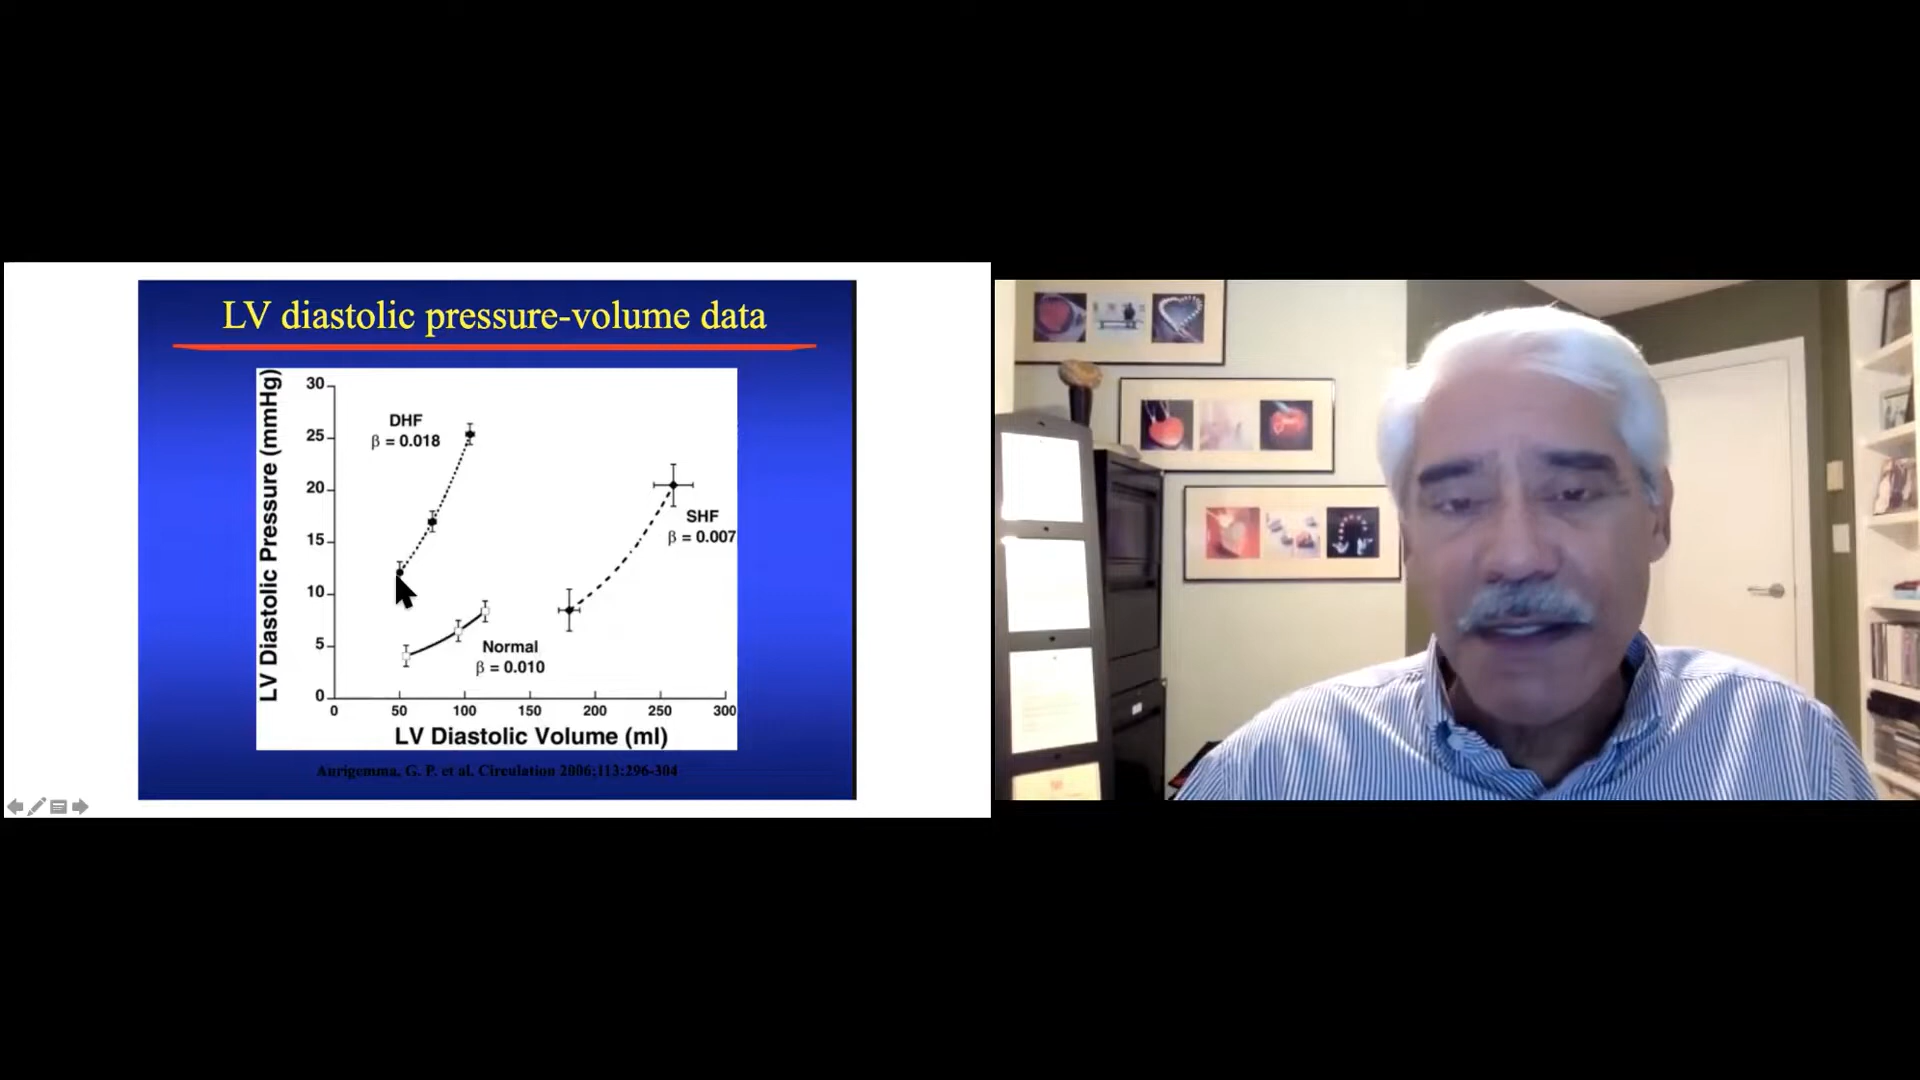 LV diastolic pressure-volume data
LV Diastolic Pressure (mmHg)
30
25
20
15
10
5
0
DHF
β = 0.018
SHF
β = 0.007
Normal
β = 0.010
0 50 100 150 200 250 300
LV Diastolic Volume (ml)
Aurigemma, G. P. et al. Circulation 2006;113:296-304